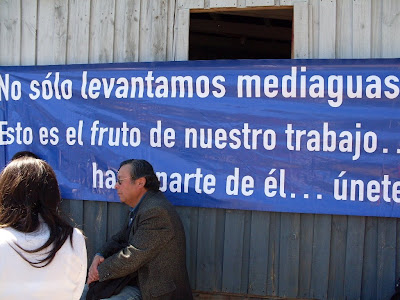 No sólo levantamos mediaguas
Esto es el fruto de nuestro trabajo..
parte de él... únete